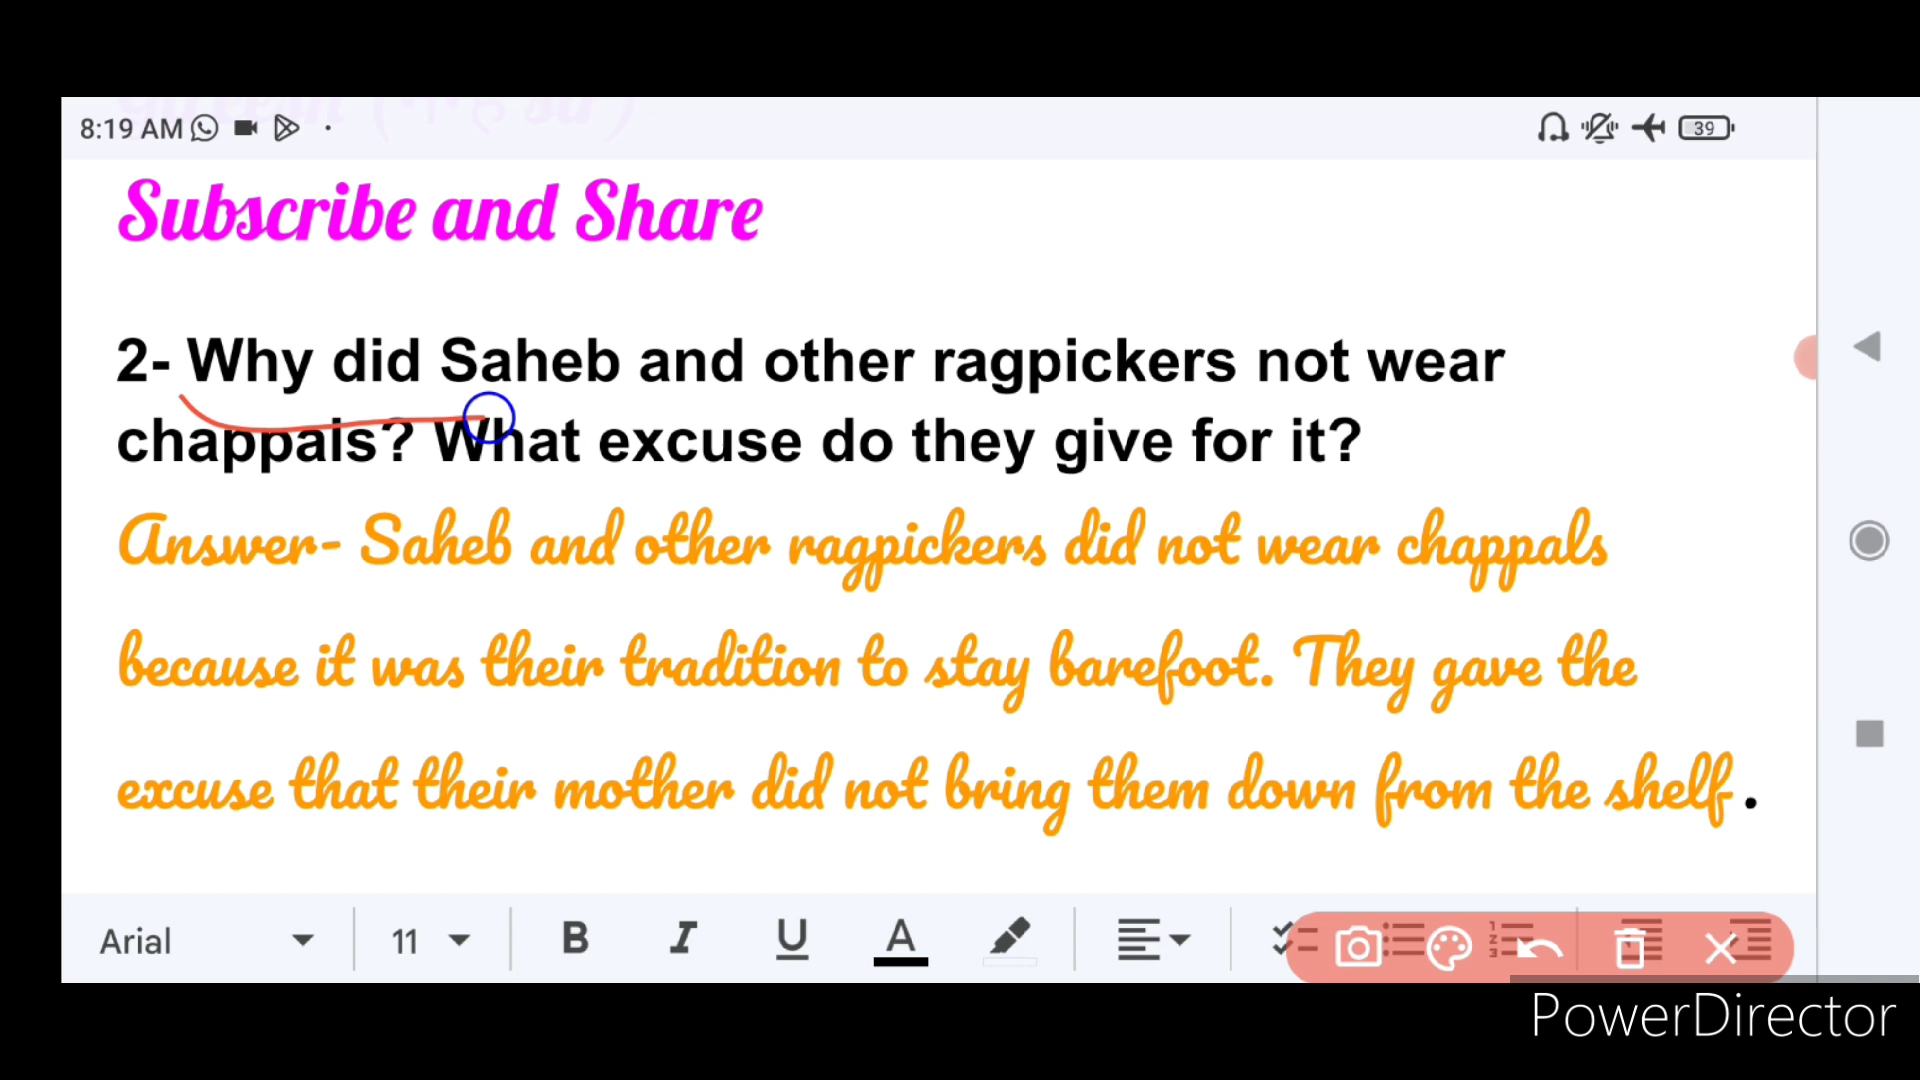 8:19 AM
39
Subscribe and Share
2- Why did Saheb and other ragpickers not wear
chappals? What excuse do they give for it?
Answer- Saheb and other ragpickers did not wear chappals
because it was their tradition to stay barefoot. They gave the
excuse that their mother did not bring them down from the shelf.
Arial 11 B I U A
PowerDirector